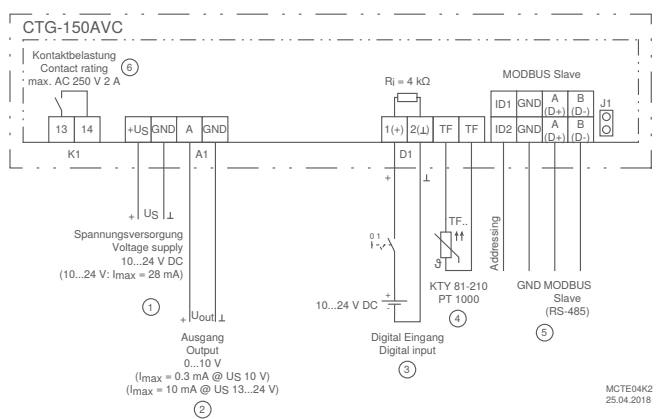 CTG-150AVC
Kontaktbelastung
Contact rating
max. AC 250 V 2 A
6
Ri = 4 kΩ
MODBUS Slave
ID1 GND A (D+) B (D-) J1
13 14 +US GND A GND 1(+) 2(⊥) TF TF ID2 GND A (D+) B (D-)
K1 A1 D1
+ ⊥
+ US ⊥
Spannungsversorgung
Voltage supply
10...24 V DC
(10...24 V: Imax = 28 mA)
1
+ Uout ⊥
Ausgang
Output
0...10 V
(Imax = 0.3 mA @ US 10 V)
(Imax = 10 mA @ US 13...24 V)
2
0 1
+
10...24 V DC
-
Digital Eingang
Digital input
3
TF..
ϑ
KTY 81-210
PT 1000
4
Addressing
GND MODBUS
Slave
(RS-485)
5
MCTE04K2
25.04.2018